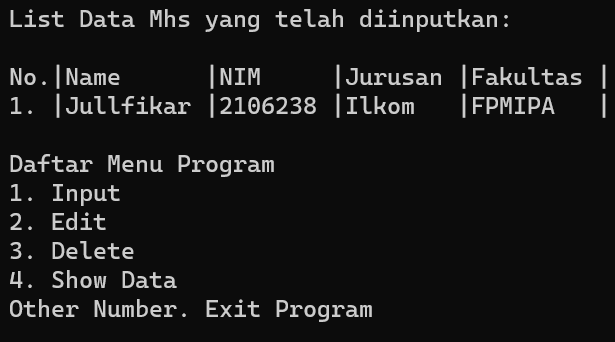 List Data Mhs yang telah diinputkan:
No.|Name      |NIM     |Jurusan |Fakultas |
1. |Jullfikar |2106238 |Ilkom   |FPMIPA   |
Daftar Menu Program
1. Input
2. Edit
3. Delete
4. Show Data
Other Number. Exit Program